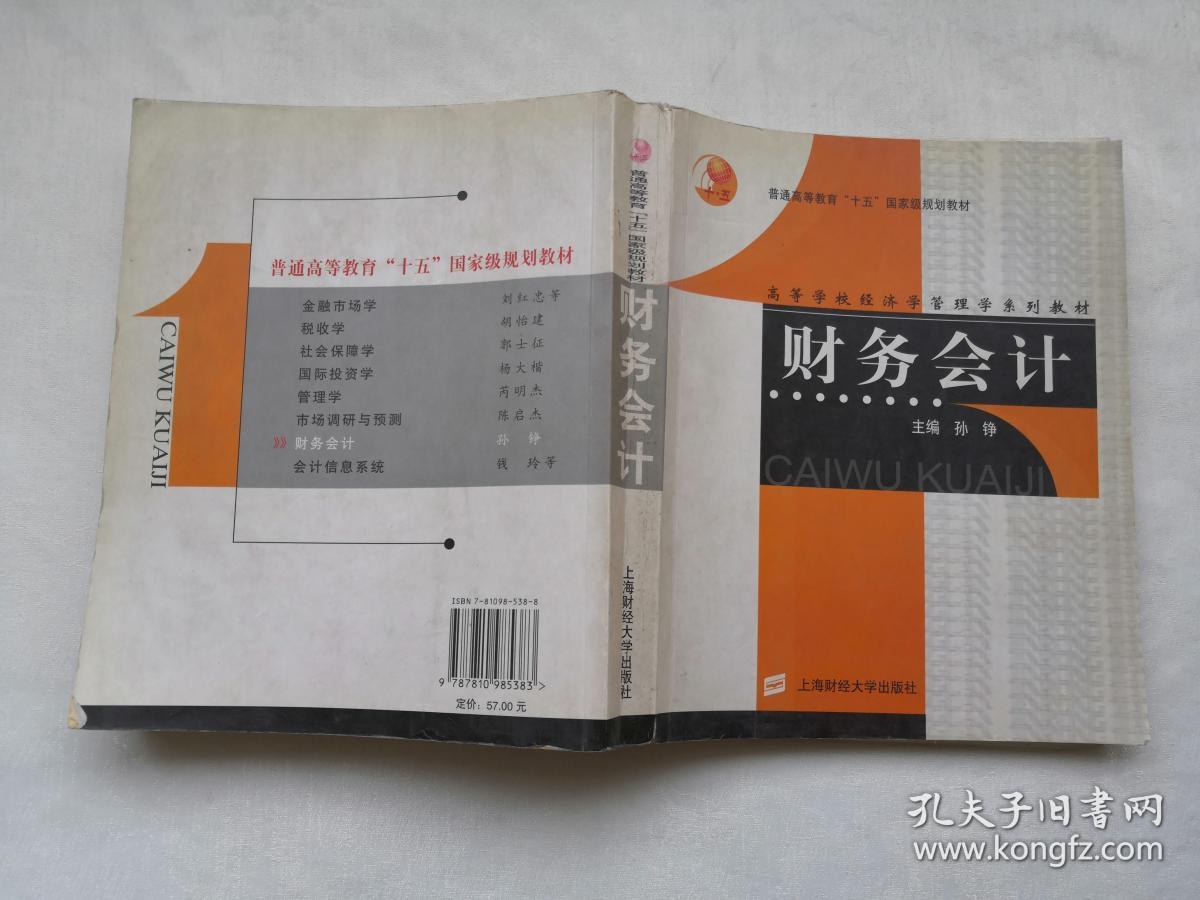 普通高等教育“十五”国家级规划教材
金融市场学 刘红忠等
税收学 胡怡建
社会保障学 郭士征
国际投资学 杨大楷
管理学 芮明杰
市场调研与预测 陈启杰
》》 财务会计 孙 铮
会计信息系统 钱 玲等
CAIWU KUAIJI
ISBN 7-81098-538-8
9 787810 985383 >
定价：57.00 元
普通高等教育“十五”国家级规划教材
财务会计
上海财经大学出版社
十·五
普通高等教育“十五”国家级规划教材
高等学校经济学管理学系列教材
财务会计
主编 孙 铮
CAIWU KUAIJI
上海财经大学出版社
孔夫子旧书网
www.kongfz.com